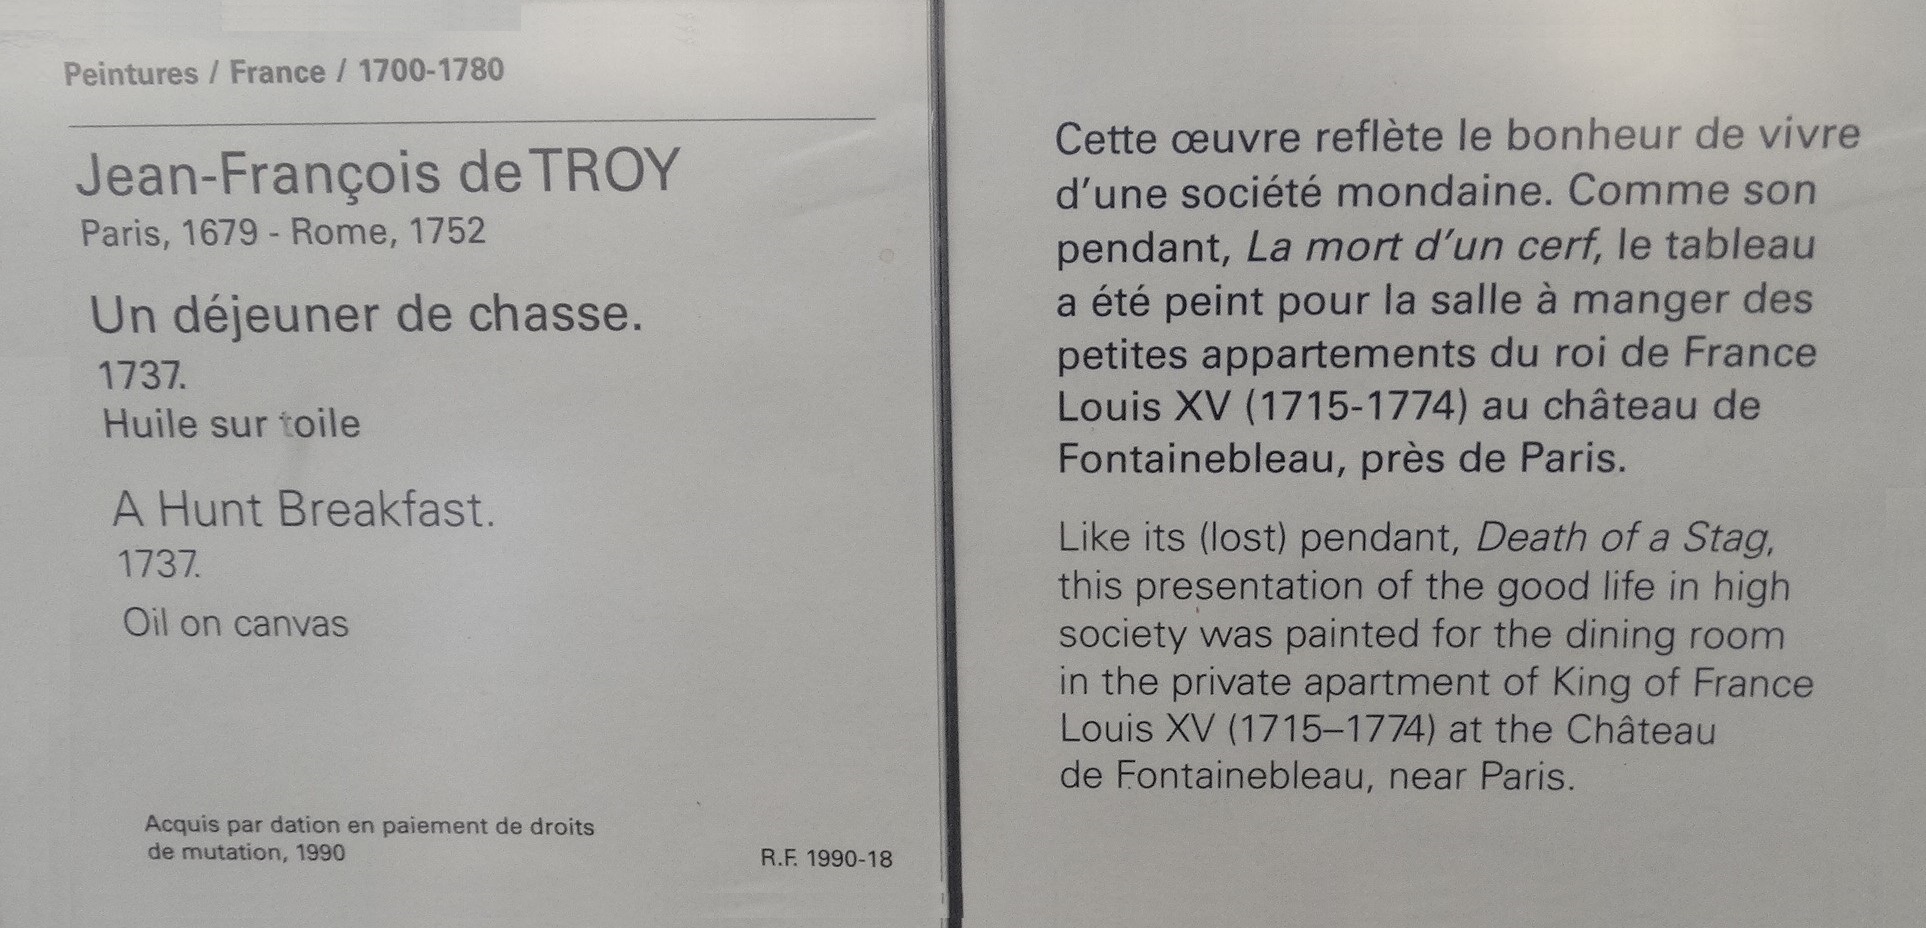 Peintures / France / 1700-1780
Jean-François de TROY
Paris, 1679 - Rome, 1752
Un déjeuner de chasse.
1737.
Huile sur toile
A Hunt Breakfast.
1737.
Oil on canvas
Acquis par dation en paiement de droits
de mutation, 1990
R.F. 1990-18
Cette œuvre reflète le bonheur de vivre
d'une société mondaine. Comme son
pendant, La mort d'un cerf, le tableau
a été peint pour la salle à manger des
petites appartements du roi de France
Louis XV (1715-1774) au château de
Fontainebleau, près de Paris.
Like its (lost) pendant, Death of a Stag,
this presentation of the good life in high
society was painted for the dining room
in the private apartment of King of France
Louis XV (1715–1774) at the Château
de Fontainebleau, near Paris.